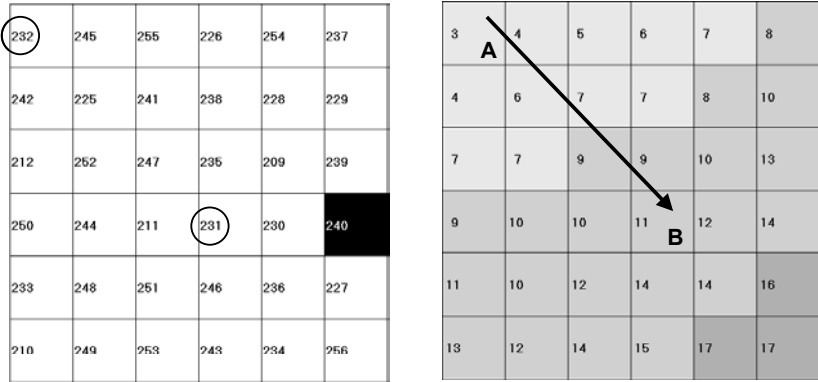 232 245 255 226 254 237
242 225 241 238 228 229
212 252 247 235 209 239
250 244 211 231 230 240
233 248 251 246 236 227
210 249 253 243 234 256
3 4 5 6 7 8
A
4 6 7 7 8 10
7 7 9 9 10 13
9 10 10 11 12 14
B
11 10 12 14 14 16
13 12 14 15 17 17